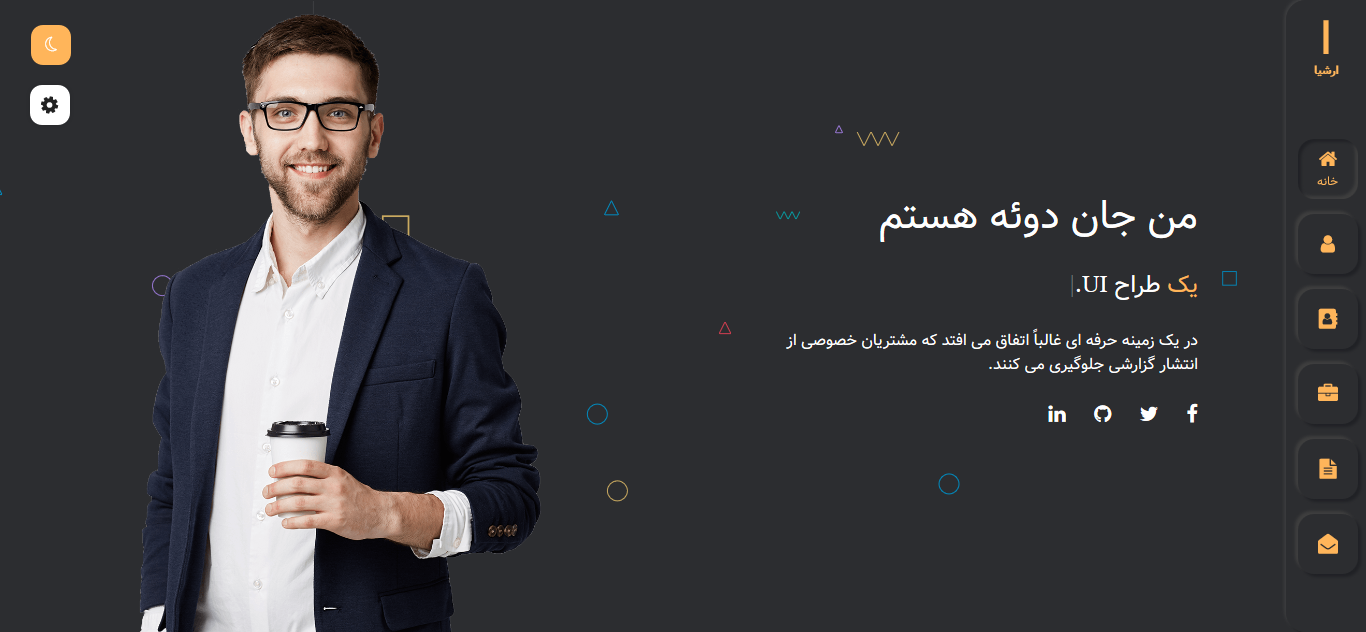 ارشیا
خانه
من جان دوئه هستم
یک طراح UI.
در یک زمینه حرفه ای غالباً اتفاق می افتد که مشتریان خصوصی از
انتشار گزارشی جلوگیری می کنند.